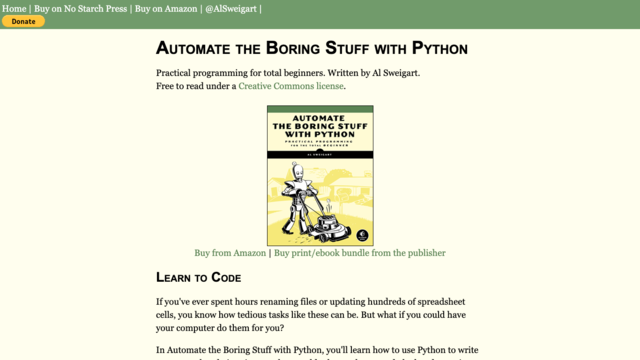 Home | Buy on No Starch Press | Buy on Amazon | @AlSweigart |
Donate
Automate the Boring Stuff with Python
Practical programming for total beginners. Written by Al Sweigart.
Free to read under a Creative Commons license.
AUTOMATE
THE BORING STUFF
WITH PYTHON
PRACTICAL PROGRAMMING
FOR THE TOTAL BEGINNER
AL SWEIGART
Buy from Amazon | Buy print/ebook bundle from the publisher
Learn to Code
If you've ever spent hours renaming files or updating hundreds of spreadsheet
cells, you know how tedious tasks like these can be. But what if you could have
your computer do them for you?
In Automate the Boring Stuff with Python, you'll learn how to use Python to write